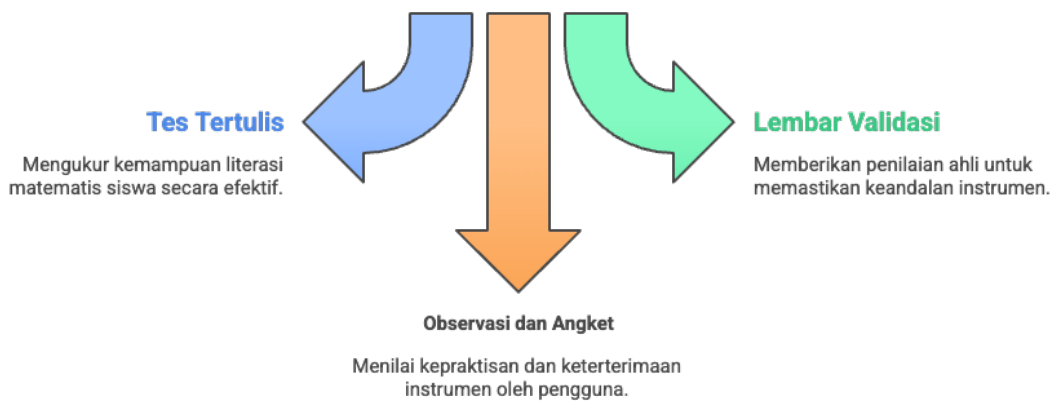 Tes Tertulis
Mengukur kemampuan literasi
matematis siswa secara efektif.
Lembar Validasi
Memberikan penilaian ahli untuk
memastikan keandalan instrumen.
Observasi dan Angket
Menilai kepraktisan dan keterterimaan
instrumen oleh pengguna.